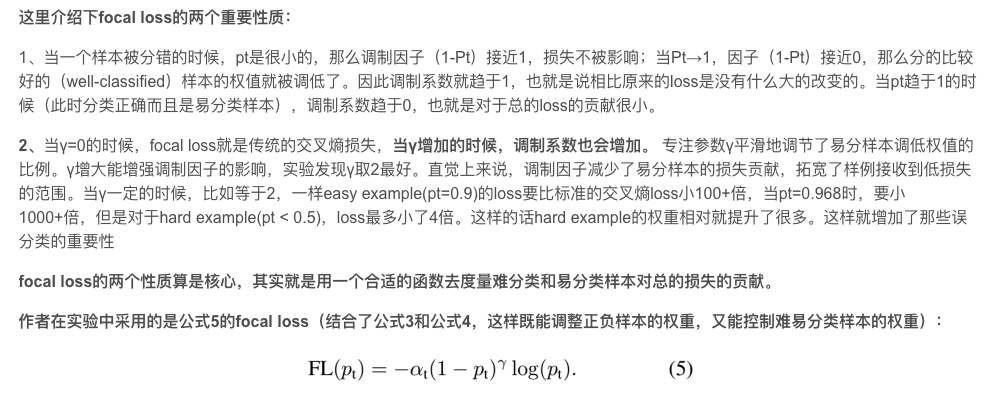 这里介绍下focal loss的两个重要性质：
1、当一个样本被分错的时候，pt是很小的，那么调制因子（1-Pt）接近1，损失不被影响；当Pt→1，因子（1-Pt）接近0，那么分的比较
好的（well-classified）样本的权值就被调低了。因此调制系数就趋于1，也就是说相比原来的loss是没有什么大的改变的。当pt趋于1的时
候（此时分类正确而且是易分类样本），调制系数趋于0，也就是对于总的loss的贡献很小。
2、当γ=0的时候，focal loss就是传统的交叉熵损失，当γ增加的时候，调制系数也会增加。 专注参数γ平滑地调节了易分样本调低权值的
比例。γ增大能增强调制因子的影响，实验发现γ取2最好。直觉上来说，调制因子减少了易分样本的损失贡献，拓宽了样例接收到低损失
的范围。当γ一定的时候，比如等于2，一样easy example(pt=0.9)的loss要比标准的交叉熵loss小100+倍，当pt=0.968时，要小
1000+倍，但是对于hard example(pt < 0.5)，loss最多小了4倍。这样的话hard example的权重相对就提升了很多。这样就增加了那些误
分类的重要性
focal loss的两个性质算是核心，其实就是用一个合适的函数去度量难分类和易分类样本对总的损失的贡献。
作者在实验中采用的是公式5的focal loss（结合了公式3和公式4，这样既能调整正负样本的权重，又能控制难易分类样本的权重）：
FL(pt) = −αt(1 − pt)^γ log(pt). (5)